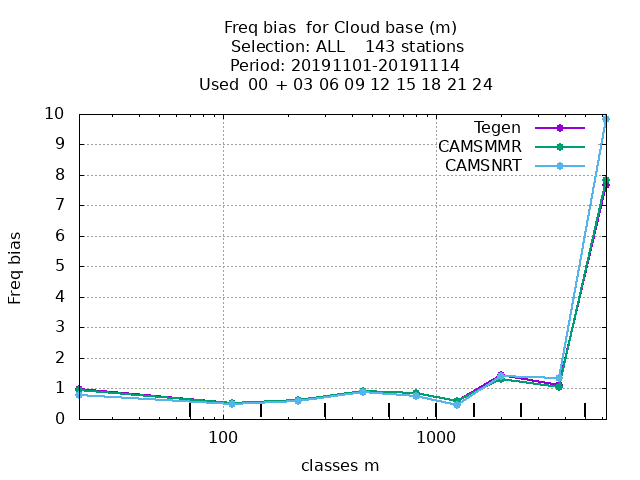 Freq bias  for Cloud base (m)
Selection: ALL    143 stations
Period: 20191101-20191114
Used  00 + 03 06 09 12 15 18 21 24
Tegen
CAMSMMR
CAMSNRT
Freq bias
10
9
8
7
6
5
4
3
2
1
0
100
1000
classes m